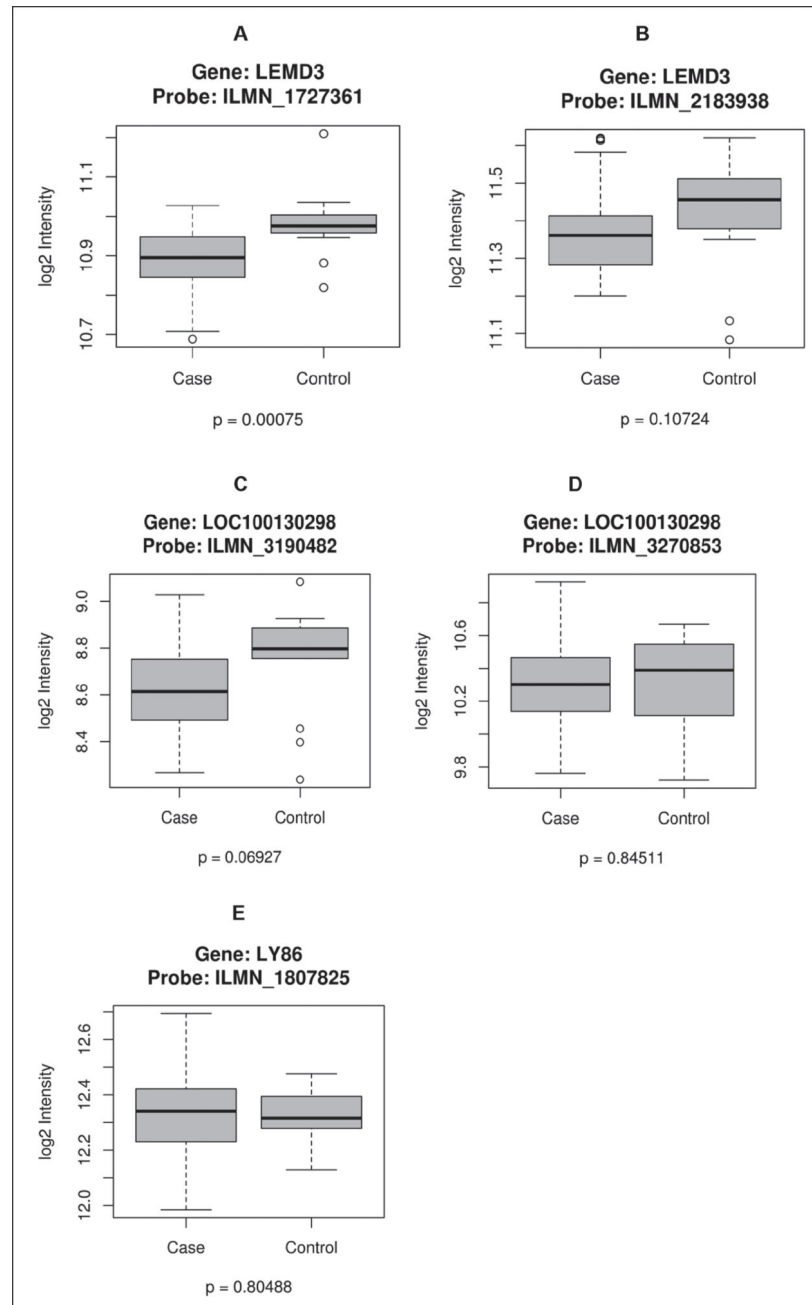 A
Gene: LEMD3
Probe: ILMN_1727361
log2 Intensity
11.1
10.9
10.7
Case
Control
p = 0.00075
B
Gene: LEMD3
Probe: ILMN_2183938
log2 Intensity
11.5
11.3
11.1
Case
Control
p = 0.10724
C
Gene: LOC100130298
Probe: ILMN_3190482
log2 Intensity
9.0
8.8
8.6
8.4
Case
Control
p = 0.06927
D
Gene: LOC100130298
Probe: ILMN_3270853
log2 Intensity
10.6
10.2
9.8
Case
Control
p = 0.84511
E
Gene: LY86
Probe: ILMN_1807825
log2 Intensity
12.6
12.4
12.2
12.0
Case
Control
p = 0.80488